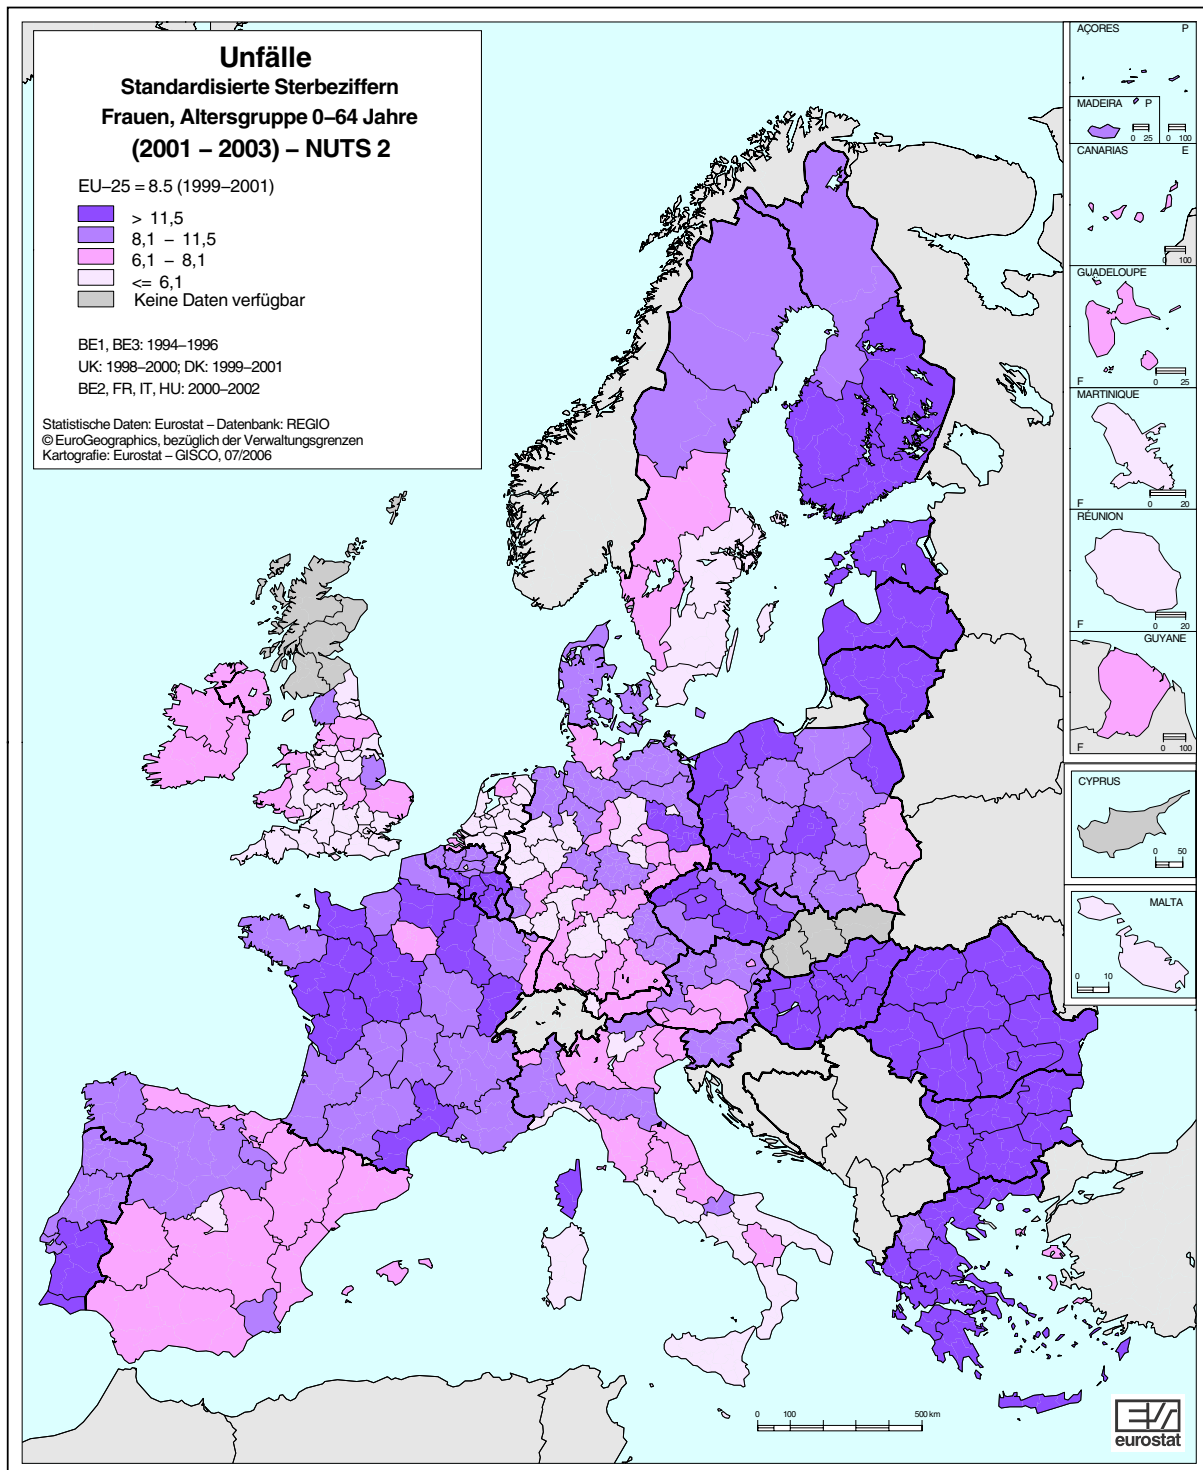 Unfälle
Standardisierte Sterbeziffern
Frauen, Altersgruppe 0–64 Jahre
(2001 – 2003) – NUTS 2
EU–25 = 8.5 (1999–2001)
> 11,5
8,1 – 11,5
6,1 – 8,1
<= 6,1
Keine Daten verfügbar
BE1, BE3: 1994–1996
UK: 1998–2000; DK: 1999–2001
BE2, FR, IT, HU: 2000–2002
Statistische Daten: Eurostat – Datenbank: REGIO
© EuroGeographics, bezüglich der Verwaltungsgrenzen
Kartografie: Eurostat – GISCO, 07/2006
AÇORES P
MADEIRA P
0 25 0 100
CANARIAS E
0 100
GUADELOUPE
F 0 25
MARTINIQUE
F 0 20
RÉUNION
F 0 20
GUYANE
F 0 100
CYPRUS
0 50
MALTA
0 10
0 100 500 km
eurostat